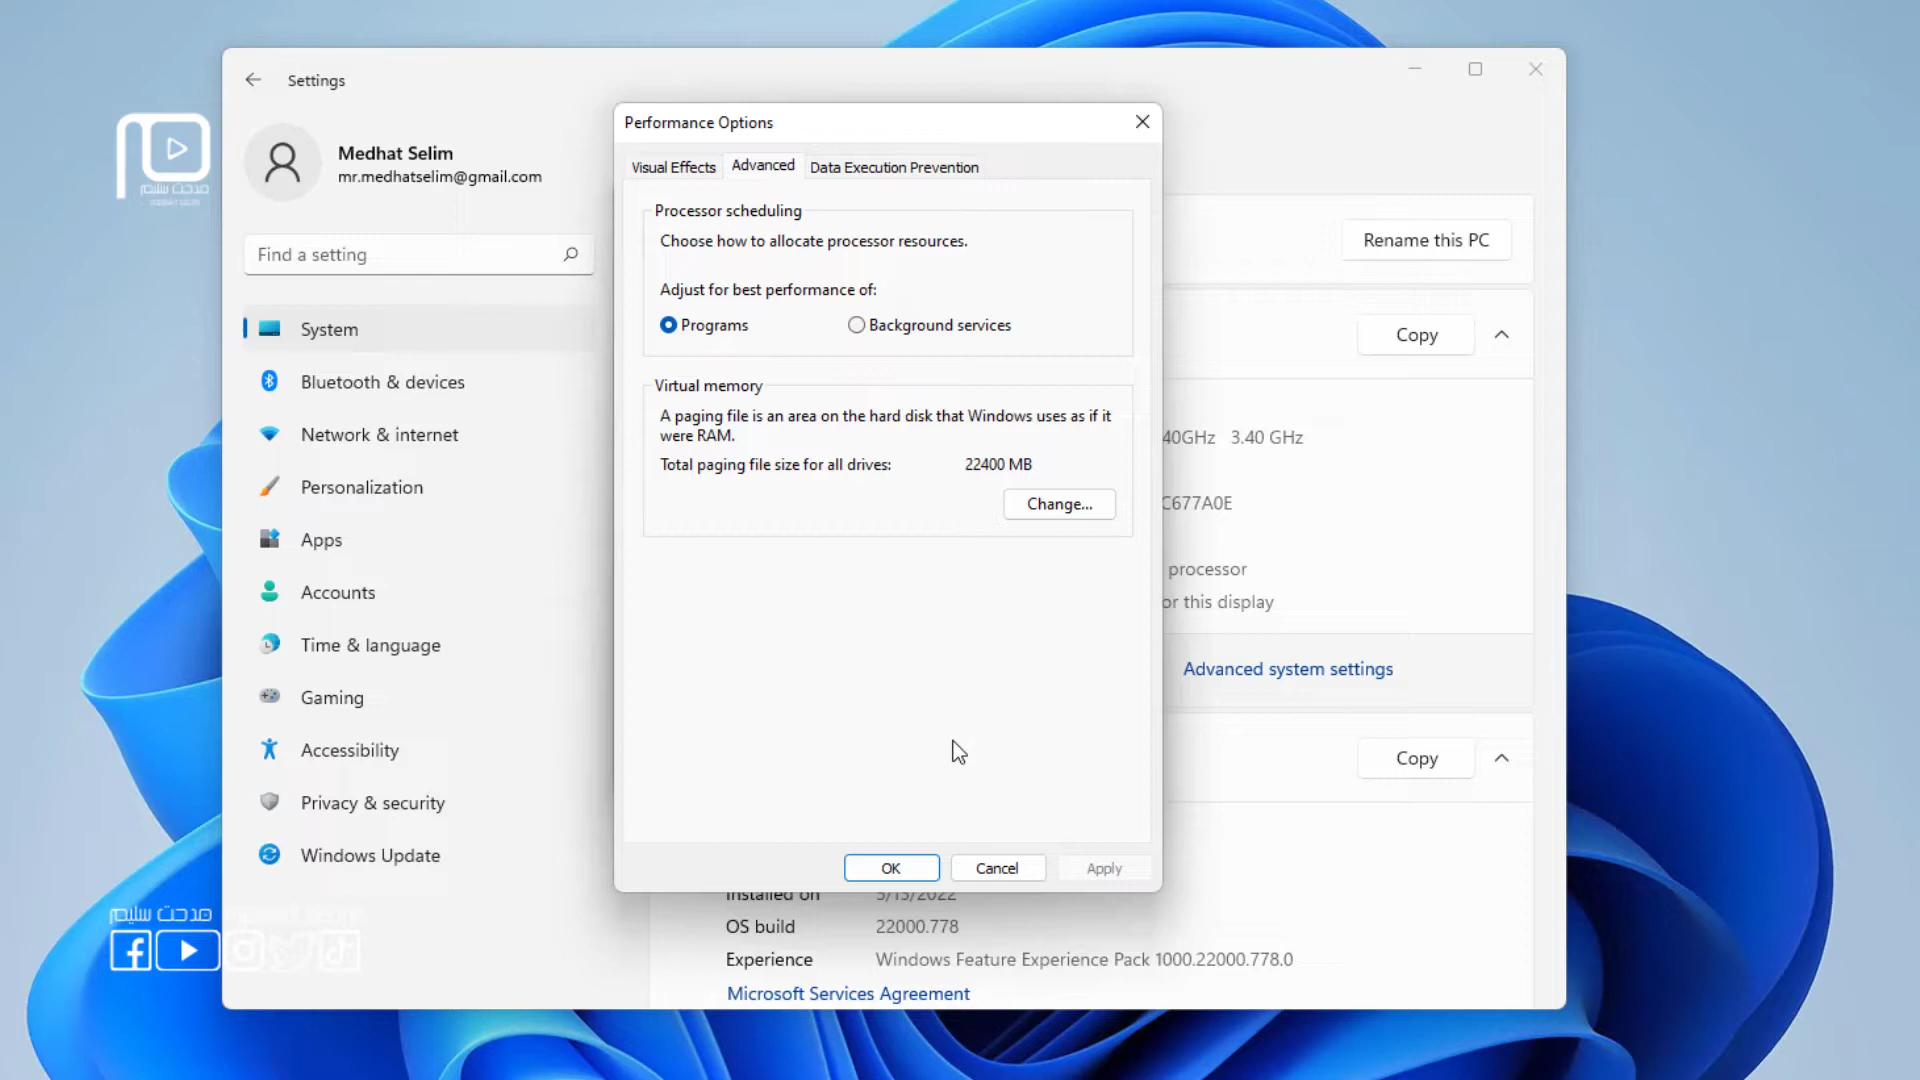 Settings
مدحت سليم
MEDHAT SELIM
Medhat Selim
mr.medhatselim@gmail.com
Find a setting
System
Bluetooth & devices
Network & internet
Personalization
Apps
Accounts
Time & language
Gaming
Accessibility
Privacy & security
Windows Update
Performance Options
Visual Effects
Advanced
Data Execution Prevention
Processor scheduling
Choose how to allocate processor resources.
Adjust for best performance of:
Programs
Background services
Virtual memory
A paging file is an area on the hard disk that Windows uses as if it
were RAM.
Total paging file size for all drives:
22400 MB
Change...
OK
Cancel
Apply
Rename this PC
Copy
40GHz 3.40 GHz
C677A0E
processor
or this display
Advanced system settings
Copy
Installed on
OS build
22000.778
Experience
Windows Feature Experience Pack 1000.22000.778.0
Microsoft Services Agreement
مدحت سليم